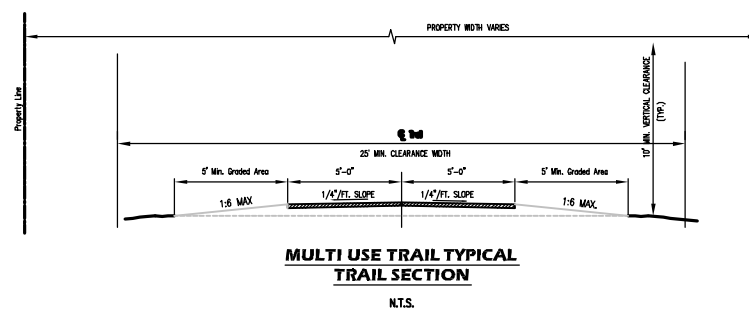 PROPERTY WIDTH VARIES
Property Line
10' MIN. VERTICAL CLEARANCE
(TYP.)
25' MIN. CLEARANCE WIDTH
5' Min. Graded Area
5'-0"
5'-0"
5' Min. Graded Area
1:6 MAX.
1/4"/FT. SLOPE
1/4"/FT. SLOPE
1:6 MAX.
MULTI USE TRAIL TYPICAL
TRAIL SECTION
N.T.S.